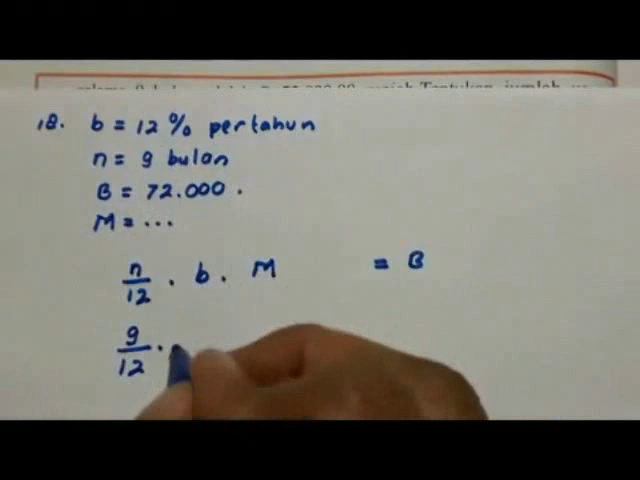 18. b = 12 % pertahun
n = 9 bulan
B = 72.000.
M = ...
n/12 . b . M = B
9/12 .